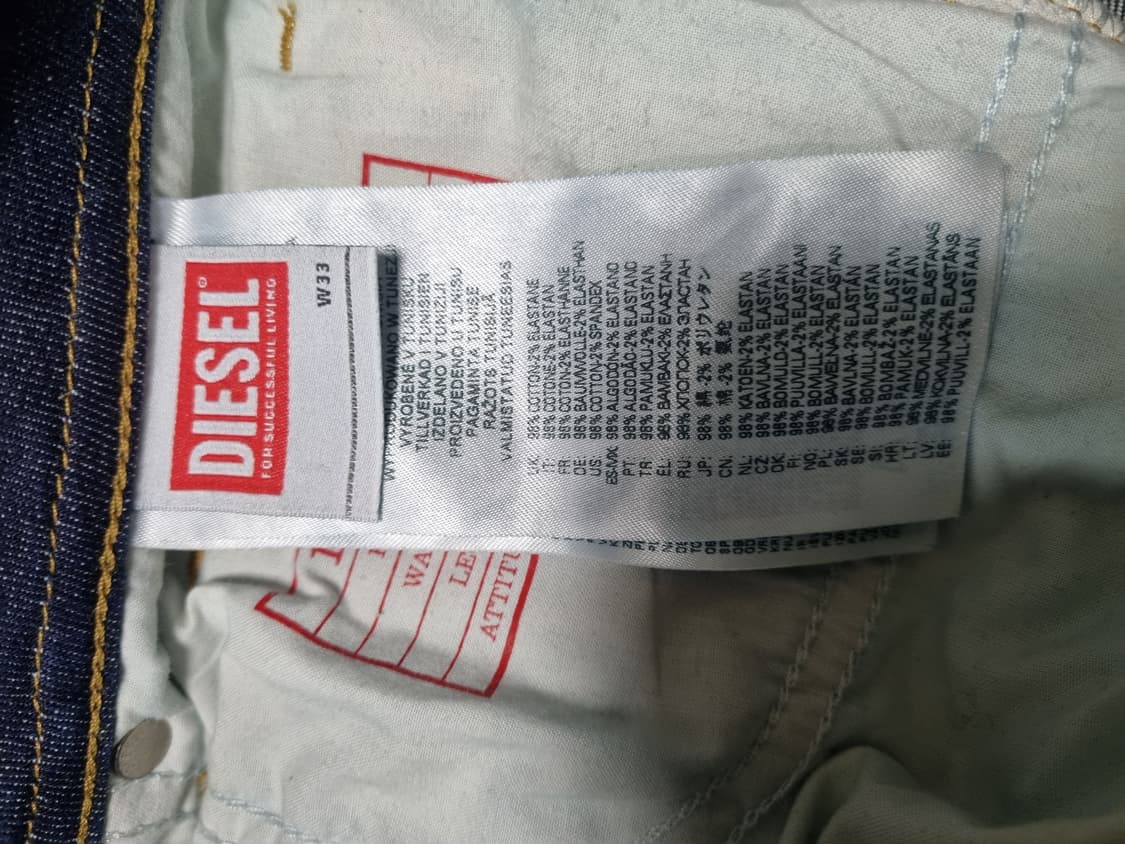 DIESEL®
FOR SUCCESSFUL LIVING
W33
VYROBENÉ V TUNISKU
TILLVERKAD I TUNISIEN
IZDELANO V TUNIZIJI
PROIZVEDENO U TUNISU
PAGAMINTA TUNISE
RAŽOTS TUNISIJĀ
VALMISTATUD TUNEESIAS
UK: 98% COTTON-2% ELASTANE
IT: 98% COTONE-2% ELASTAN
FR: 98% COTON-2% ELASTHANNE
DE: 98% BAUMWOLLE-2% ELASTHAN
US: 98% COTTON-2% SPANDEX
ES-MX: 98% ALGODÓN-2% ELASTANO
PT: 98% ALGODÃO-2% ELASTANO
TR: 98% PAMUKLU-2% ELASTAN
EL: 98% ΒΑΜΒΑΚΙ-2% ΕΛΑΣΤΑΝΗ
RU: 98% ХЛОПОК-2% ЭЛАСТАН
JP: 98% 綿 -2% ポリウレタン
CN: 98% 棉 -2% 氨纶
NL: 98% KATOEN-2% ELASTAN
CZ: 98% BAVLNA-2% ELASTAN
DK: 98% BOMULD-2% ELASTAN
FI: 98% PUUVILLA-2% ELASTAANI
NO: 98% BOMULL-2% ELASTAN
PL: 98% BAWEŁNA-2% ELASTAN
SK: 98% BAVLNA-2% ELASTAN
SE: 98% BOMULL-2% ELASTAN
SI: 98% BOMBAŽ-2% ELASTAN
HR: 98% PAMUK-2% ELASTAN
LT: 98% MEDVILNĖ-2% ELASTANAS
LV: 98% KOKVILNA-2% ELASTĀNS
EE: 98% PUUVILL-2% ELASTAAN